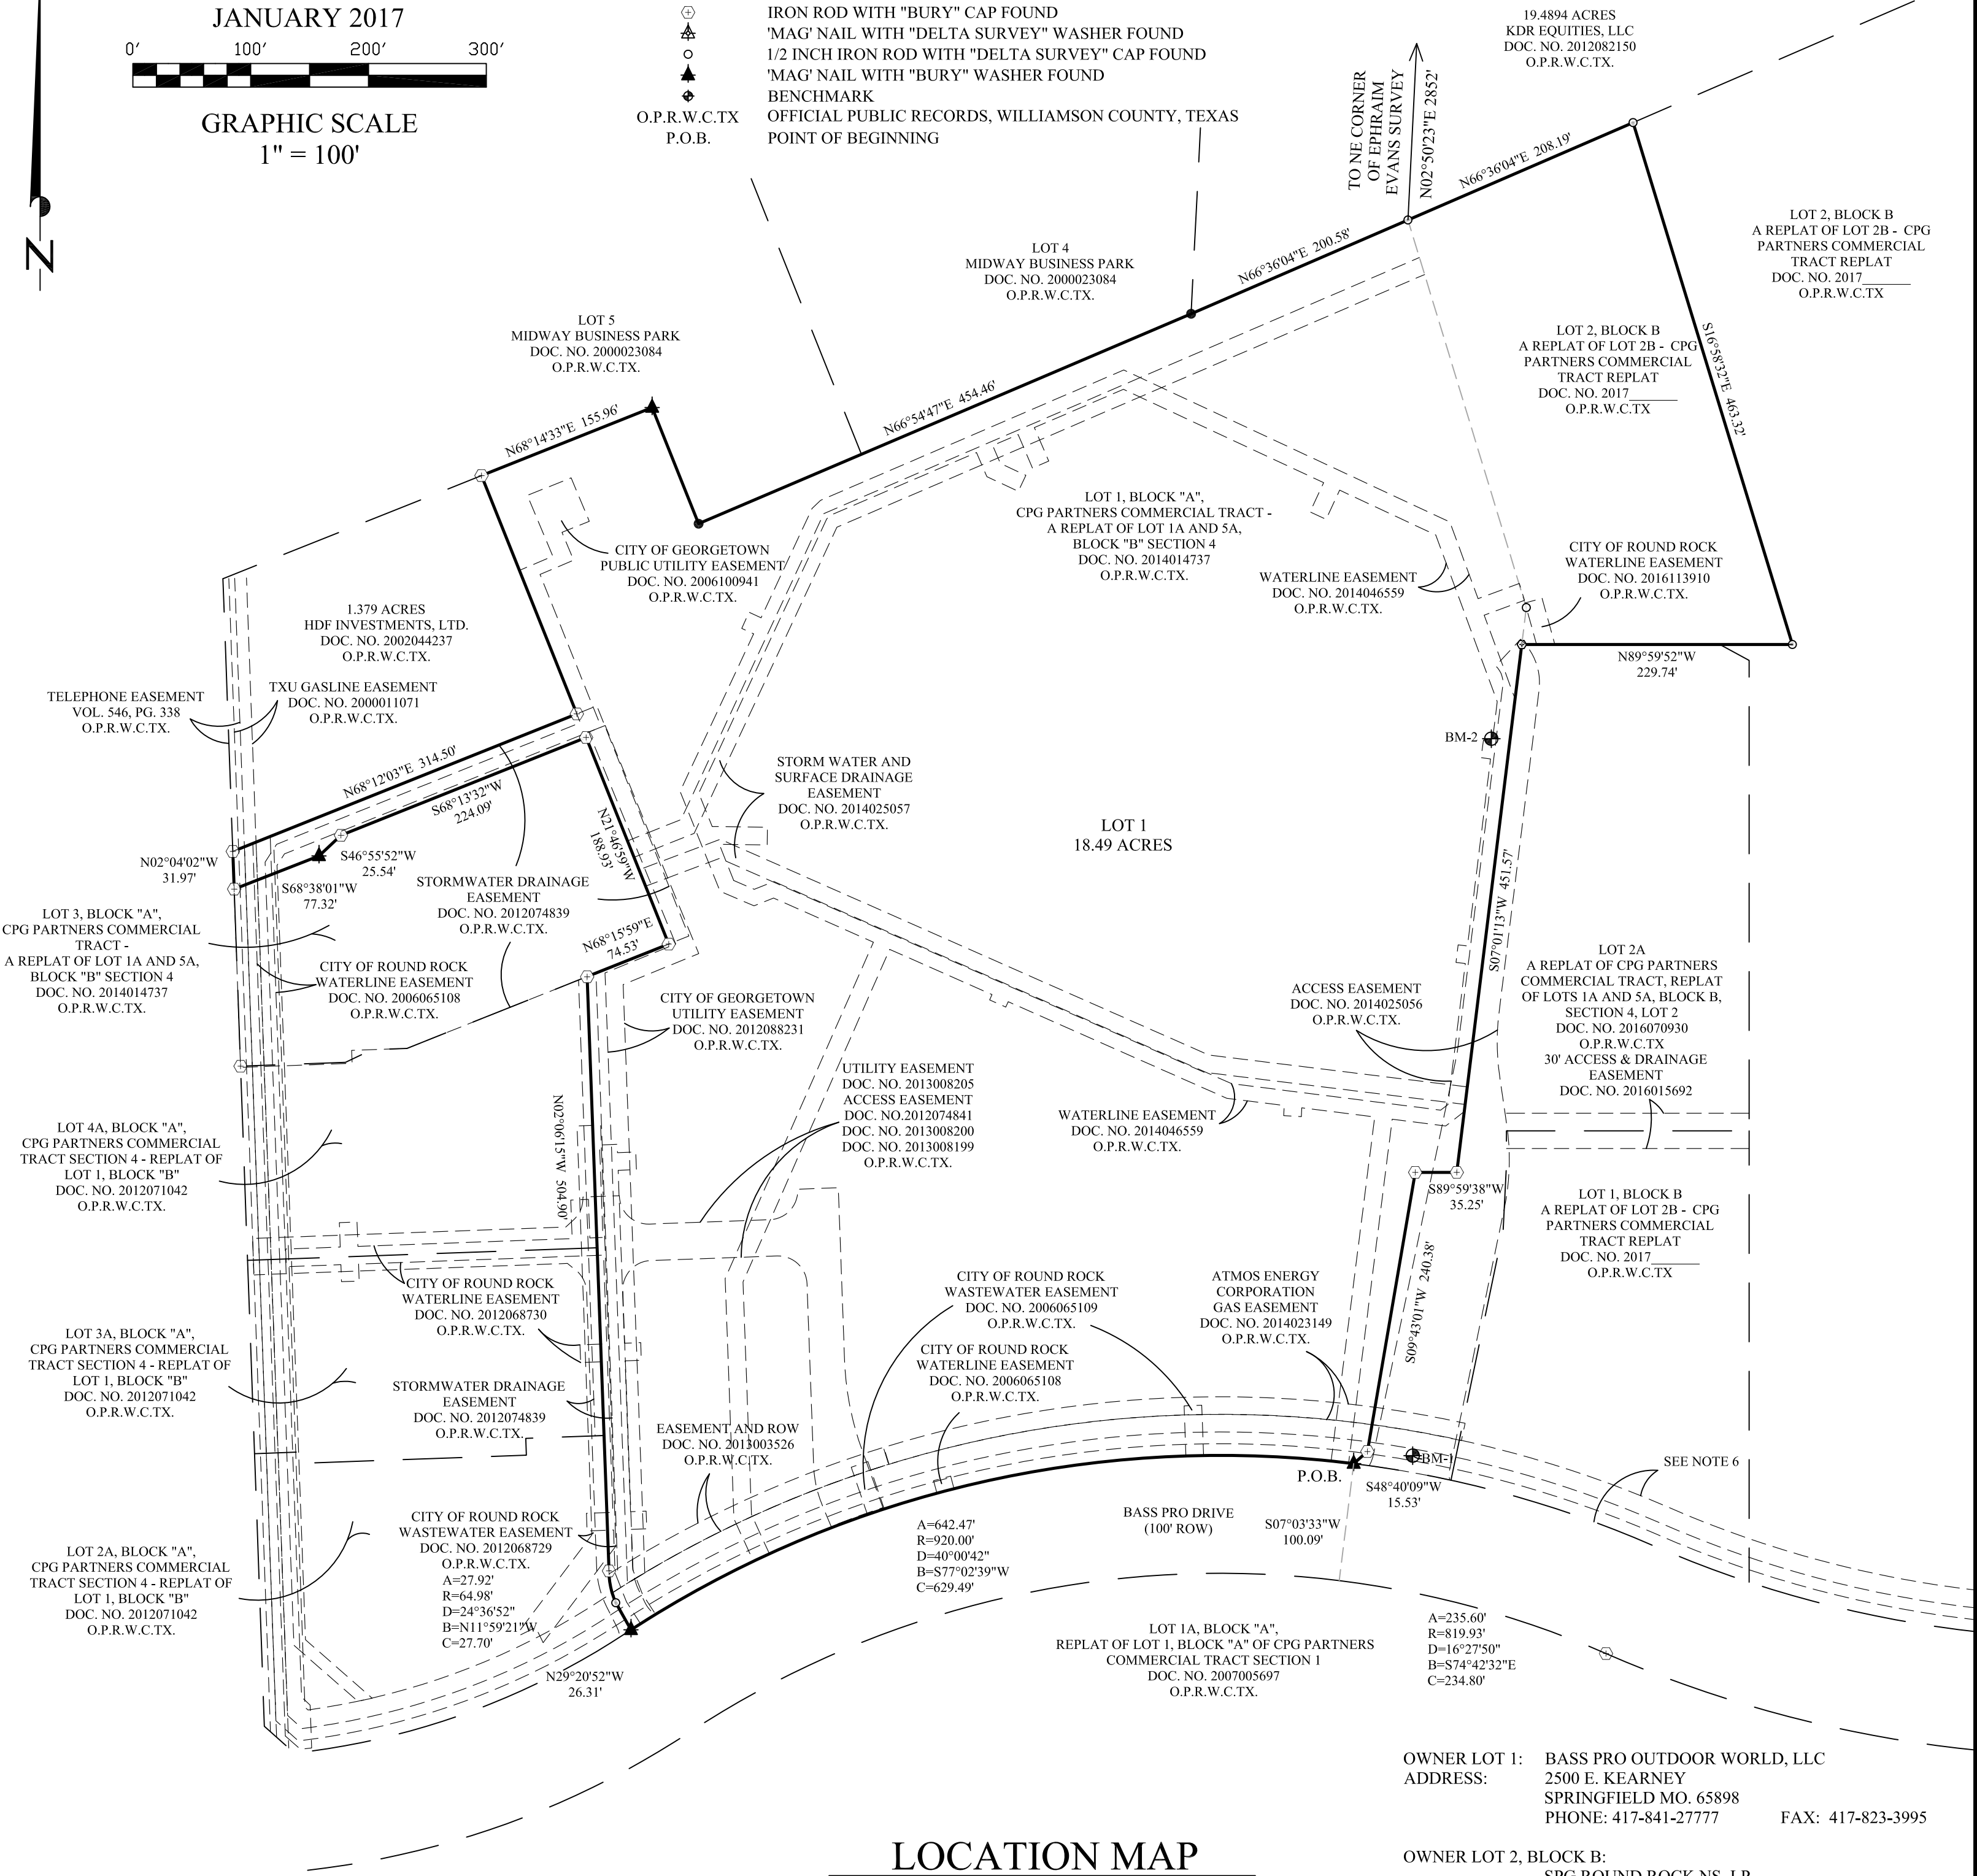 JANUARY 2017
0' 100' 200' 300'
GRAPHIC SCALE
1" = 100'
N
IRON ROD WITH "BURY" CAP FOUND
'MAG' NAIL WITH "DELTA SURVEY" WASHER FOUND
1/2 INCH IRON ROD WITH "DELTA SURVEY" CAP FOUND
'MAG' NAIL WITH "BURY" WASHER FOUND
BENCHMARK
O.P.R.W.C.TX OFFICIAL PUBLIC RECORDS, WILLIAMSON COUNTY, TEXAS
P.O.B. POINT OF BEGINNING
19.4894 ACRES
KDR EQUITIES, LLC
DOC. NO. 2012082150
O.P.R.W.C.TX.
TO NE CORNER
OF EPHRAIM
EVANS SURVEY
N02°50'23"E 2852'
N66°36'04"E 208.19'
N66°36'04"E 200.58'
LOT 2, BLOCK B
A REPLAT OF LOT 2B - CPG
PARTNERS COMMERCIAL
TRACT REPLAT
DOC. NO. 2017_______
O.P.R.W.C.TX
LOT 4
MIDWAY BUSINESS PARK
DOC. NO. 2000023084
O.P.R.W.C.TX.
LOT 5
MIDWAY BUSINESS PARK
DOC. NO. 2000023084
O.P.R.W.C.TX.
LOT 2, BLOCK B
A REPLAT OF LOT 2B - CPG
PARTNERS COMMERCIAL
TRACT REPLAT
DOC. NO. 2017_______
O.P.R.W.C.TX
S16°58'32"E 463.32'
N68°14'33"E 155.96'
N66°54'47"E 454.46'
LOT 1, BLOCK "A",
CPG PARTNERS COMMERCIAL TRACT -
A REPLAT OF LOT 1A AND 5A,
BLOCK "B" SECTION 4
DOC. NO. 2014014737
O.P.R.W.C.TX.
CITY OF GEORGETOWN
PUBLIC UTILITY EASEMENT
DOC. NO. 2006100941
O.P.R.W.C.TX.
WATERLINE EASEMENT
DOC. NO. 2014046559
O.P.R.W.C.TX.
CITY OF ROUND ROCK
WATERLINE EASEMENT
DOC. NO. 2016113910
O.P.R.W.C.TX.
N89°59'52"W
229.74'
1.379 ACRES
HDF INVESTMENTS, LTD.
DOC. NO. 2002044237
O.P.R.W.C.TX.
TELEPHONE EASEMENT
VOL. 546, PG. 338
O.P.R.W.C.TX.
TXU GASLINE EASEMENT
DOC. NO. 2000011071
O.P.R.W.C.TX.
BM-2
N68°12'03"E 314.50'
S68°13'32"W
224.09'
N21°46'59"W
188.93'
STORM WATER AND
SURFACE DRAINAGE
EASEMENT
DOC. NO. 2014025057
O.P.R.W.C.TX.
LOT 1
18.49 ACRES
N02°04'02"W
31.97'
S46°55'52"W
25.54'
S68°38'01"W
77.32'
STORMWATER DRAINAGE
EASEMENT
DOC. NO. 2012074839
O.P.R.W.C.TX.
S07°01'13"W 451.57'
LOT 3, BLOCK "A",
CPG PARTNERS COMMERCIAL
TRACT -
A REPLAT OF LOT 1A AND 5A,
BLOCK "B" SECTION 4
DOC. NO. 2014014737
O.P.R.W.C.TX.
N68°15'59"E
74.53'
CITY OF ROUND ROCK
WATERLINE EASEMENT
DOC. NO. 2006065108
O.P.R.W.C.TX.
CITY OF GEORGETOWN
UTILITY EASEMENT
DOC. NO. 2012088231
O.P.R.W.C.TX.
ACCESS EASEMENT
DOC. NO. 2014025056
O.P.R.W.C.TX.
LOT 2A
A REPLAT OF CPG PARTNERS
COMMERCIAL TRACT, REPLAT
OF LOTS 1A AND 5A, BLOCK B,
SECTION 4, LOT 2
DOC. NO. 2016070930
30' ACCESS & DRAINAGE
EASEMENT
DOC. NO. 2016015692
UTILITY EASEMENT
DOC. NO. 2013008205
ACCESS EASEMENT
DOC. NO.2012074841
DOC. NO. 2013008200
DOC. NO. 2013008199
O.P.R.W.C.TX.
WATERLINE EASEMENT
DOC. NO. 2014046559
O.P.R.W.C.TX.
N02°06'15"W 504.90'
LOT 4A, BLOCK "A",
CPG PARTNERS COMMERCIAL
TRACT SECTION 4 - REPLAT OF
LOT 1, BLOCK "B"
DOC. NO. 2012071042
O.P.R.W.C.TX.
S89°59'38"W
35.25'
LOT 1, BLOCK B
A REPLAT OF LOT 2B - CPG
PARTNERS COMMERCIAL
TRACT REPLAT
DOC. NO. 2017_______
O.P.R.W.C.TX
S09°43'01"W 240.38'
CITY OF ROUND ROCK
WATERLINE EASEMENT
DOC. NO. 2012068730
O.P.R.W.C.TX.
CITY OF ROUND ROCK
WASTEWATER EASEMENT
DOC. NO. 2006065109
O.P.R.W.C.TX.
ATMOS ENERGY
CORPORATION
GAS EASEMENT
DOC. NO. 2014023149
O.P.R.W.C.TX.
LOT 3A, BLOCK "A",
CPG PARTNERS COMMERCIAL
TRACT SECTION 4 - REPLAT OF
LOT 1, BLOCK "B"
DOC. NO. 2012071042
O.P.R.W.C.TX.
CITY OF ROUND ROCK
WATERLINE EASEMENT
DOC. NO. 2006065108
O.P.R.W.C.TX.
STORMWATER DRAINAGE
EASEMENT
DOC. NO. 2012074839
O.P.R.W.C.TX.
EASEMENT AND ROW
DOC. NO. 2013003526
O.P.R.W.C.TX.
P.O.B.
BM-1
S48°40'09"W
15.53'
SEE NOTE 6
CITY OF ROUND ROCK
WASTEWATER EASEMENT
DOC. NO. 2012068729
O.P.R.W.C.TX.
A=27.92'
R=64.98'
D=24°36'52"
B=N11°59'21"W
C=27.70'
A=642.47'
R=920.00'
D=40°00'42"
B=S77°02'39"W
C=629.49'
BASS PRO DRIVE
(100' ROW)
S07°03'33"W
100.09'
LOT 2A, BLOCK "A",
CPG PARTNERS COMMERCIAL
TRACT SECTION 4 - REPLAT OF
LOT 1, BLOCK "B"
DOC. NO. 2012071042
O.P.R.W.C.TX.
N29°20'52"W
26.31'
LOT 1A, BLOCK "A",
REPLAT OF LOT 1, BLOCK "A" OF CPG PARTNERS
COMMERCIAL TRACT SECTION 1
DOC. NO. 2007005697
O.P.R.W.C.TX.
A=235.60'
R=819.93'
D=16°27'50"
B=S74°42'32"E
C=234.80'
OWNER LOT 1: BASS PRO OUTDOOR WORLD, LLC
ADDRESS: 2500 E. KEARNEY
SPRINGFIELD MO. 65898
PHONE: 417-841-27777 FAX: 417-823-3995
LOCATION MAP
OWNER LOT 2, BLOCK B:
SPG ROUND ROCK NS, LP